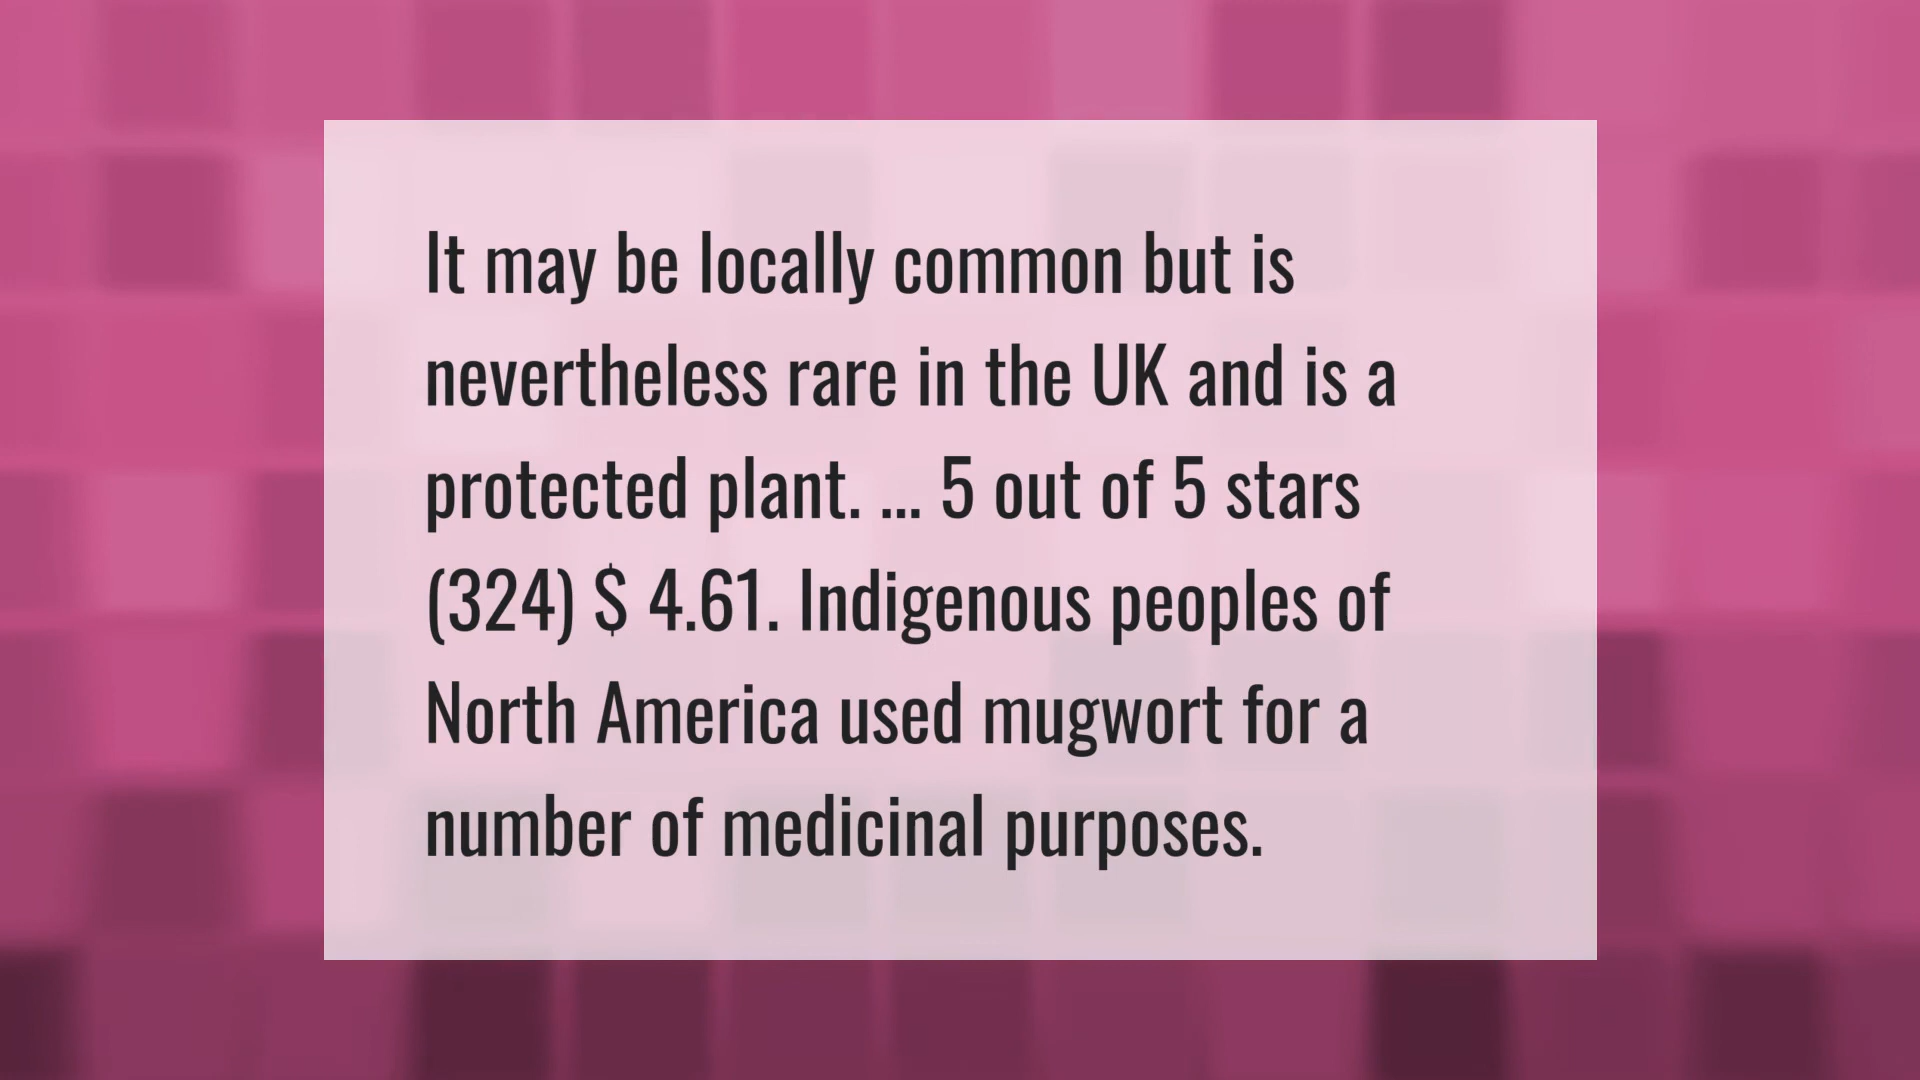 It may be locally common but is
nevertheless rare in the UK and is a
protected plant. ... 5 out of 5 stars
(324) $ 4.61. Indigenous peoples of
North America used mugwort for a
number of medicinal purposes.